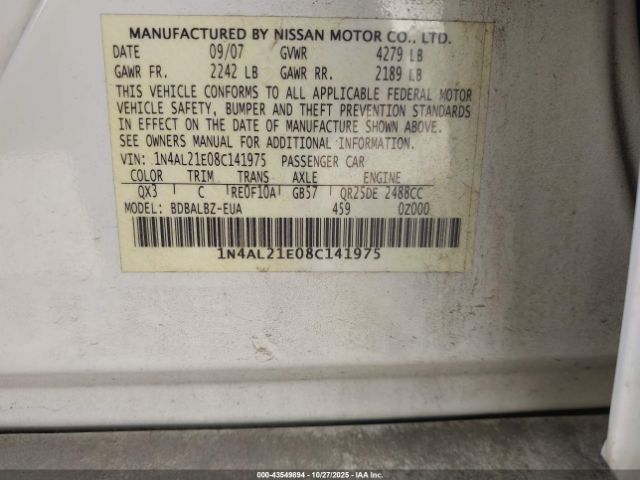 MANUFACTURED BY NISSAN MOTOR CO., LTD.
DATE 09/07 GVWR 4279 LB
GAWR FR. 2242 LB GAWR RR. 2189 LB
THIS VEHICLE CONFORMS TO ALL APPLICABLE FEDERAL MOTOR
VEHICLE SAFETY, BUMPER AND THEFT PREVENTION STANDARDS
IN EFFECT ON THE DATE OF MANUFACTURE SHOWN ABOVE.
SEE OWNERS MANUAL FOR ADDITIONAL INFORMATION.
VIN: 1N4AL21E08C141975 PASSENGER CAR
COLOR TRIM TRANS AXLE ENGINE
QX3 C RE0F10A GB57 QR25DE 2488CC
MODEL: BDBALBZ-EUA 459 0Z000
1N4AL21E08C141975
000-43549894 | 10/27/2025 | IAA, Inc.